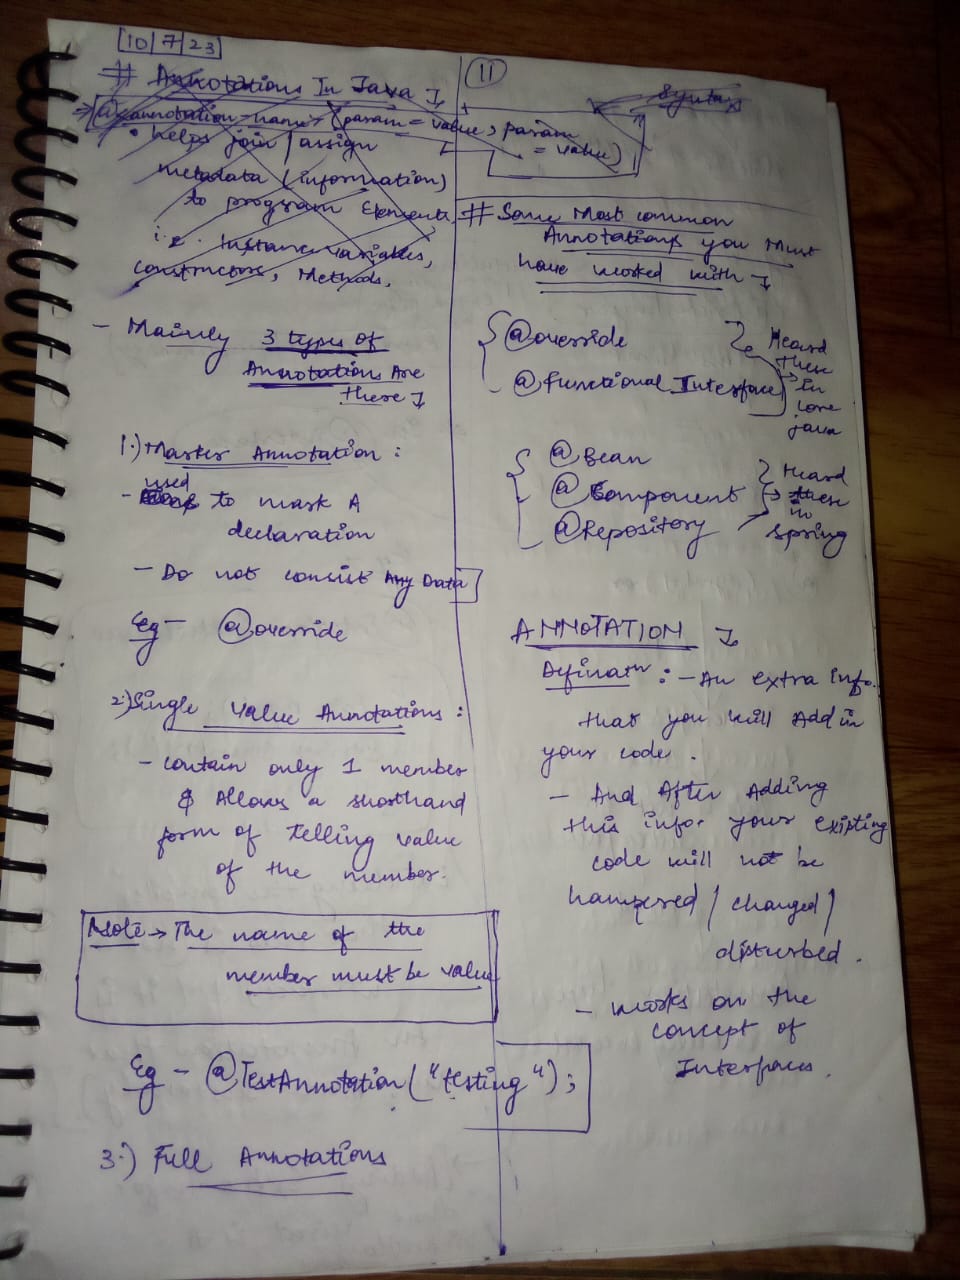 10/7/23
# Annotations In Java
@annotation-name (param = value, param
= value)
• helps join / assign
metadata (information)
to program Elements
i.e. Instance variables,
constructors, Methods.
- Mainly 3 types of
Annotations Are
there
1.) Marker Annotation :
used
- to mark A
declaration
- Do not consist Any Data
Eg - @override
2.) Single value Annotations :
- contain only 1 member
& Allows a shorthand
form of telling value
of the member.
Note → The name of the
member must be value
Eg - @TestAnnotation("testing");
3.) Full Annotations
11
Syntax
# Some Most common
Annotations you Must
have worked with
@override
@Functional Interface
Heard
these
in
core
java
@Bean
@Component
@Repository
Heard
these
in
spring
ANNOTATION
Definatn : - An extra info.
that you will Add in
your code.
- And After Adding
this info. your existing
code will not be
hampered / changed /
disturbed.
- works on the
concept of
Interfaces.